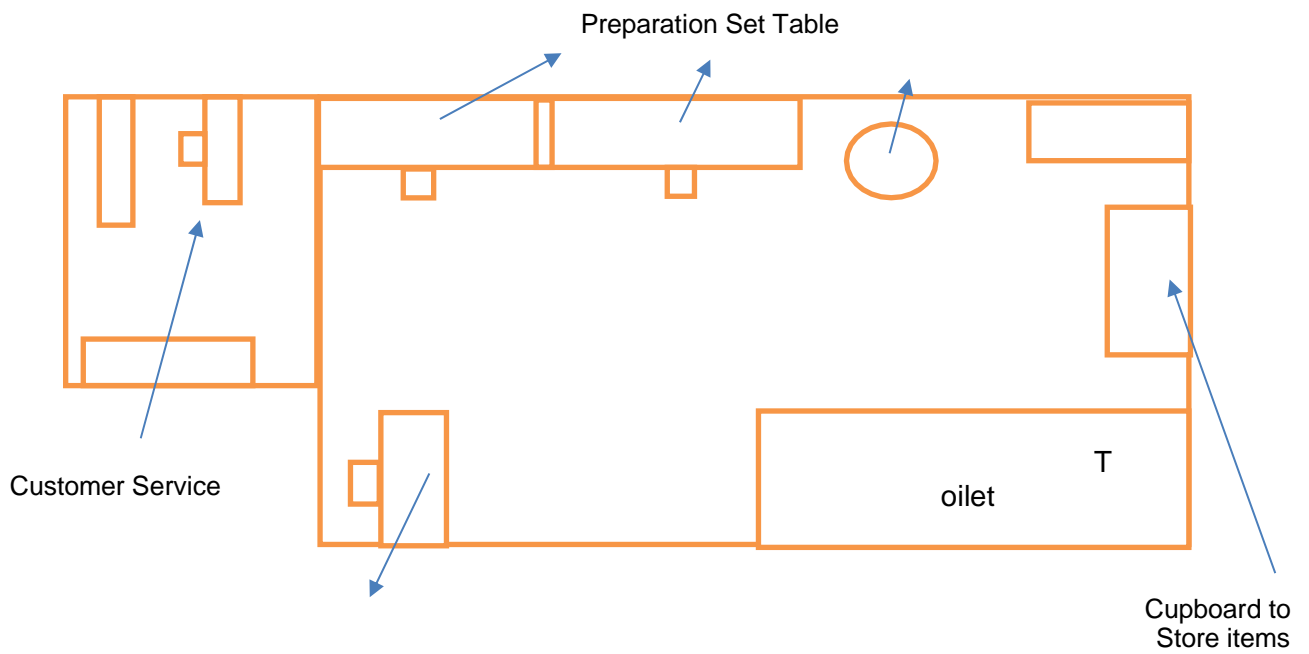 Preparation Set Table
T
oilet
Customer Service
Cupboard to
Store items